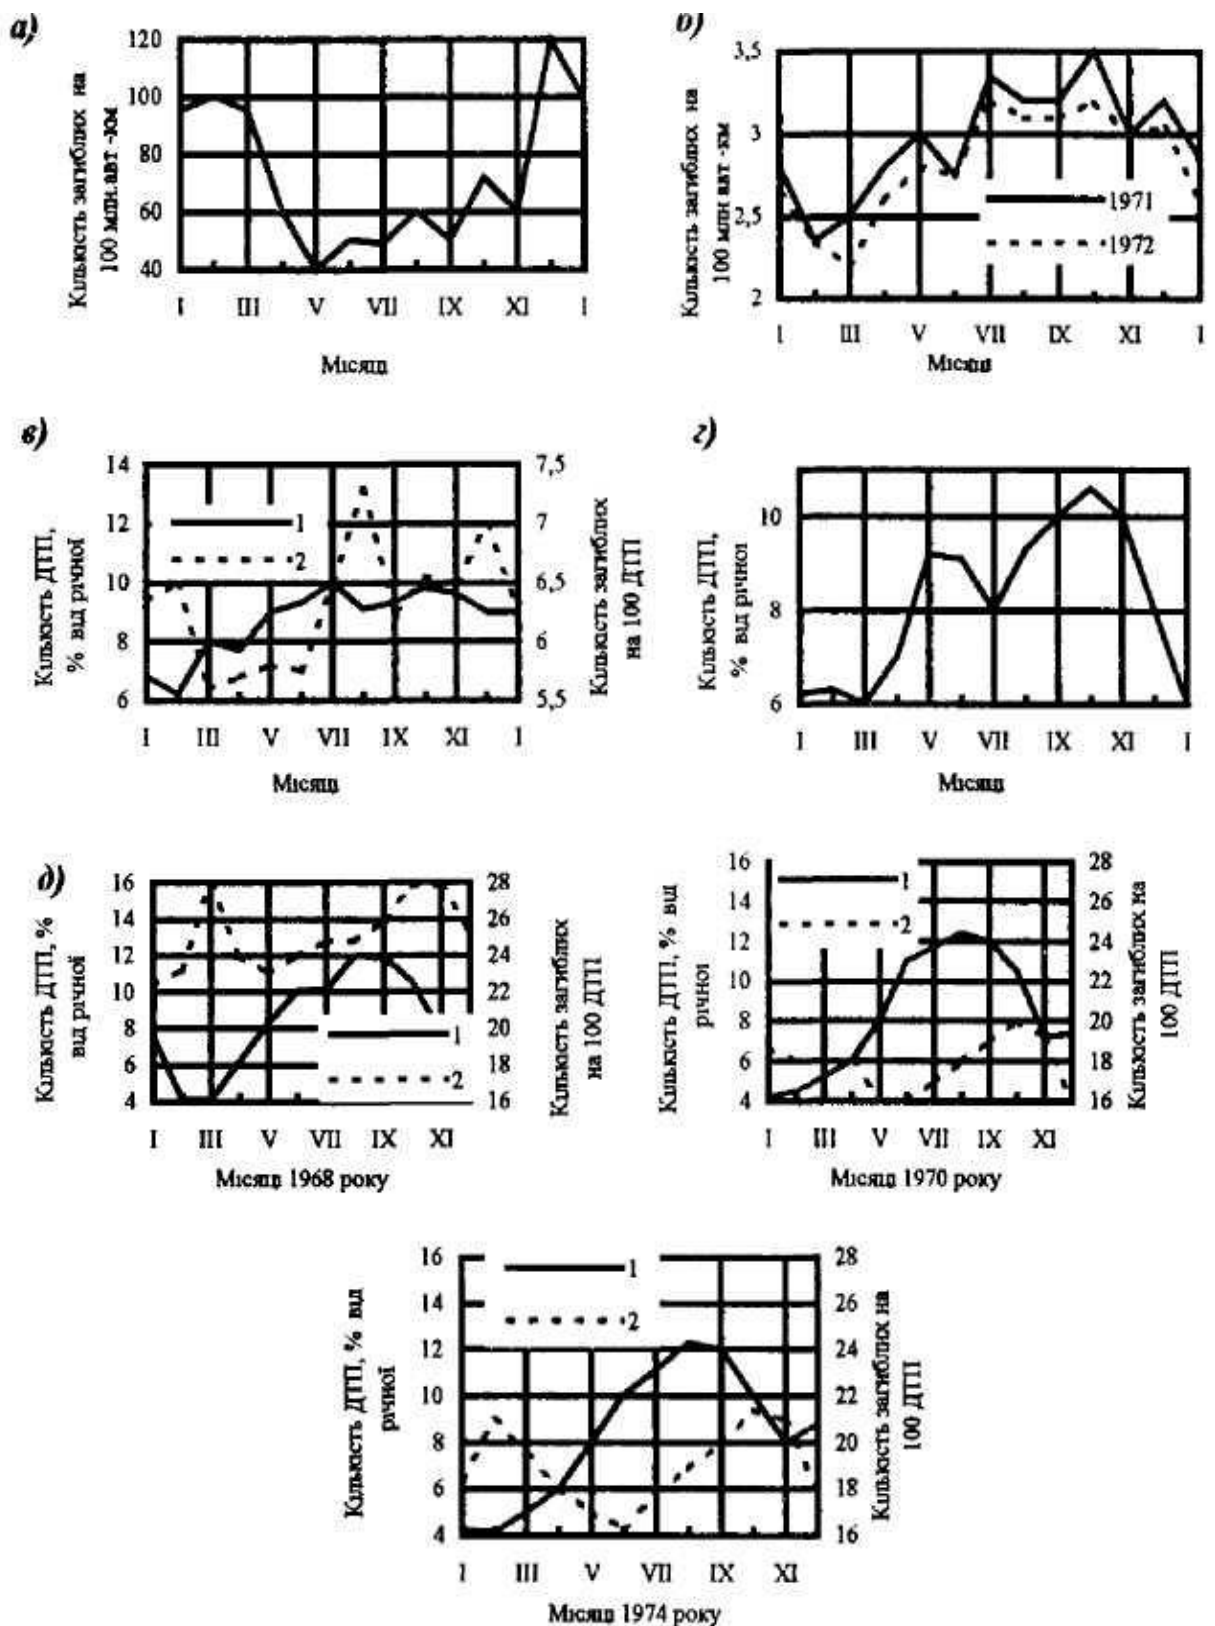 а)
Кількість загиблих на
100 млн.авт -км
120
100
80
60
40
I III V VII IX XI I
Місяці
б)
Кількість загиблих на
100 млн авт -км
3,5
3
2,5
2
1971
1972
I III V VII IX XI I
Місяці
в)
Кількість ДТП,
% від річної
14
12
10
8
6
1
2
7,5
7
6,5
6
5,5
Кількість загиблих
на 100 ДТП
I III V VII IX XI I
Місяці
г)
Кількість ДТП,
% від річної
10
8
6
I III V VII IX XI I
Місяці
д)
Кількість ДТП, %
від річної
16
14
12
10
8
6
4
1
2
28
26
24
22
20
18
16
Кількість загиблих
на 100 ДТП
I III V VII IX XI
Місяці 1968 року
Кількість ДТП, % від
річної
16
14
12
10
8
6
4
1
2
28
26
24
22
20
18
16
Кількість загиблих на
100 ДТП
I III V VII IX XI
Місяці 1970 року
Кількість ДТП, % від
річної
16
14
12
10
8
6
4
1
2
28
26
24
22
20
18
16
Кількість загиблих на
100 ДТП
I III V VII IX XI
Місяці 1974 року